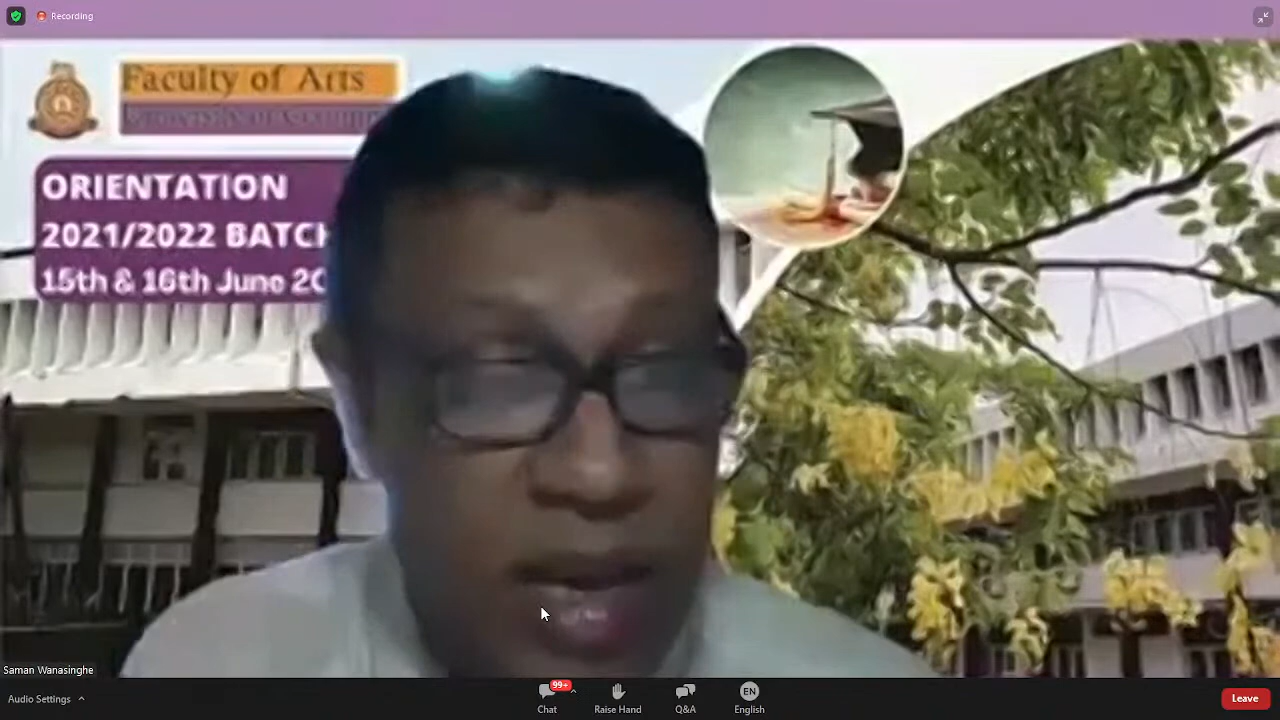 Recording
Faculty of Arts
ORIENTATION
2021/2022 BATCH
15th & 16th June 20
Saman Wanasinghe
Audio Settings
99+
Chat
Raise Hand
Q&A
EN
English
Leave